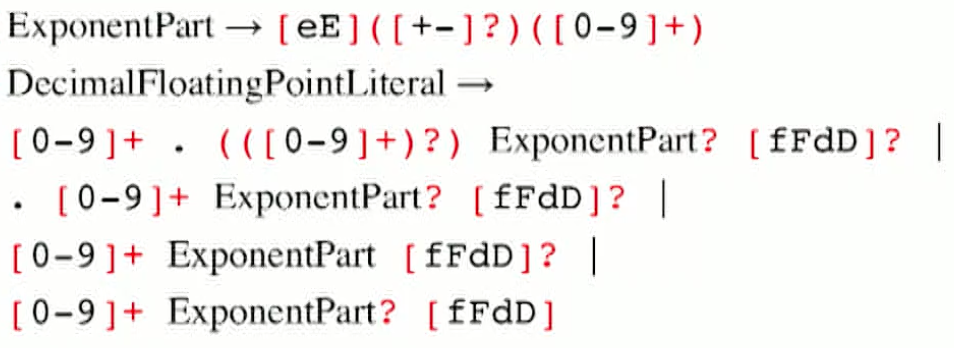 ExponentPart → [eE]([+-]?)([0-9]+)
DecimalFloatingPointLiteral →
[0-9]+ . (([0-9]+)?) ExponentPart? [fFdD]? |
. [0-9]+ ExponentPart? [fFdD]? |
[0-9]+ ExponentPart [fFdD]? |
[0-9]+ ExponentPart? [fFdD]